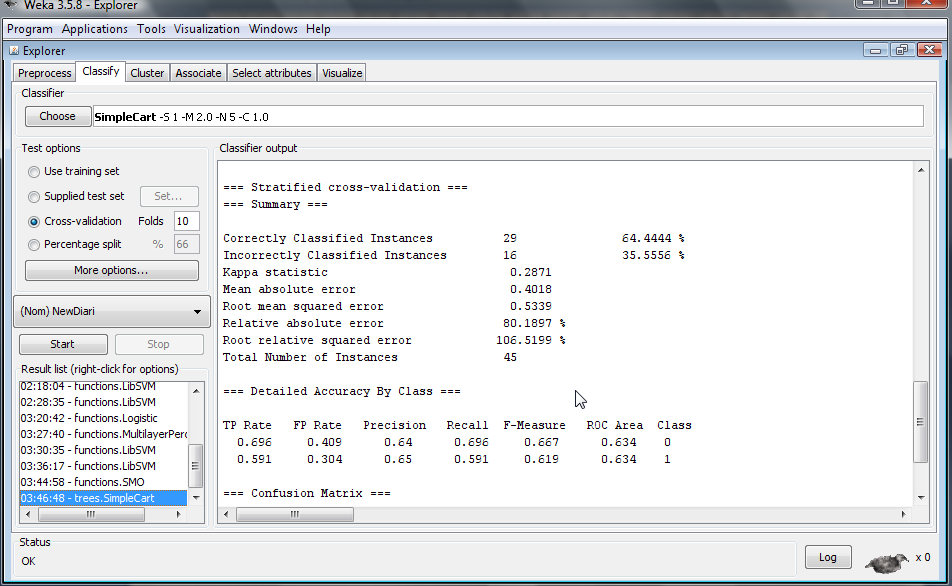 Weka 3.5.8 - Explorer
Program Applications Tools Visualization Windows Help
Explorer
Preprocess Classify Cluster Associate Select attributes Visualize
Classifier
Choose SimpleCart -S 1 -M 2.0 -N 5 -C 1.0
Test options
Use training set
Supplied test set Set...
Cross-validation Folds 10
Percentage split % 66
More options...
(Nom) NewDiari
Start Stop
Result list (right-click for options)
02:18:04 - functions.LibSVM
02:28:35 - functions.LibSVM
03:20:42 - functions.Logistic
03:27:40 - functions.MultilayerPerc
03:30:35 - functions.LibSVM
03:36:17 - functions.LibSVM
03:44:58 - functions.SMO
03:46:48 - trees.SimpleCart
Classifier output
=== Stratified cross-validation ===
=== Summary ===
Correctly Classified Instances 29 64.4444 %
Incorrectly Classified Instances 16 35.5556 %
Kappa statistic 0.2871
Mean absolute error 0.4018
Root mean squared error 0.5339
Relative absolute error 80.1897 %
Root relative squared error 106.5199 %
Total Number of Instances 45
=== Detailed Accuracy By Class ===
TP Rate FP Rate Precision Recall F-Measure ROC Area Class
0.696 0.409 0.64 0.696 0.667 0.634 0
0.591 0.304 0.65 0.591 0.619 0.634 1
=== Confusion Matrix ===
Status
OK
Log x 0